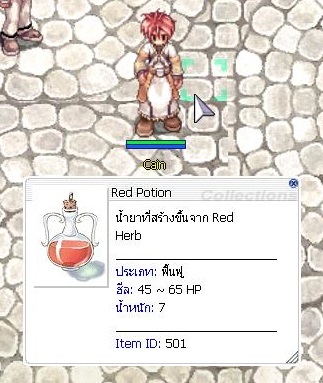 Cain
Red Potion
Collections
น้ำยาที่สร้างขึ้นจาก Red
Herb
ประเภท: ฟื้นฟู
ฮีล: 45 ~ 65 HP
น้ำหนัก: 7
Item ID: 501